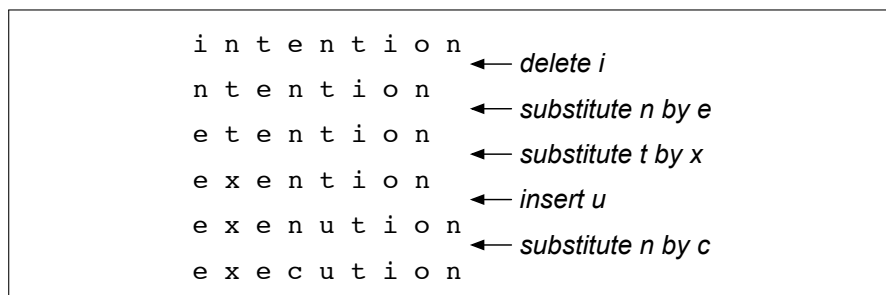 i n t e n t i o n
delete i
n t e n t i o n
substitute n by e
e t e n t i o n
substitute t by x
e x e n t i o n
insert u
e x e n u t i o n
substitute n by c
e x e c u t i o n